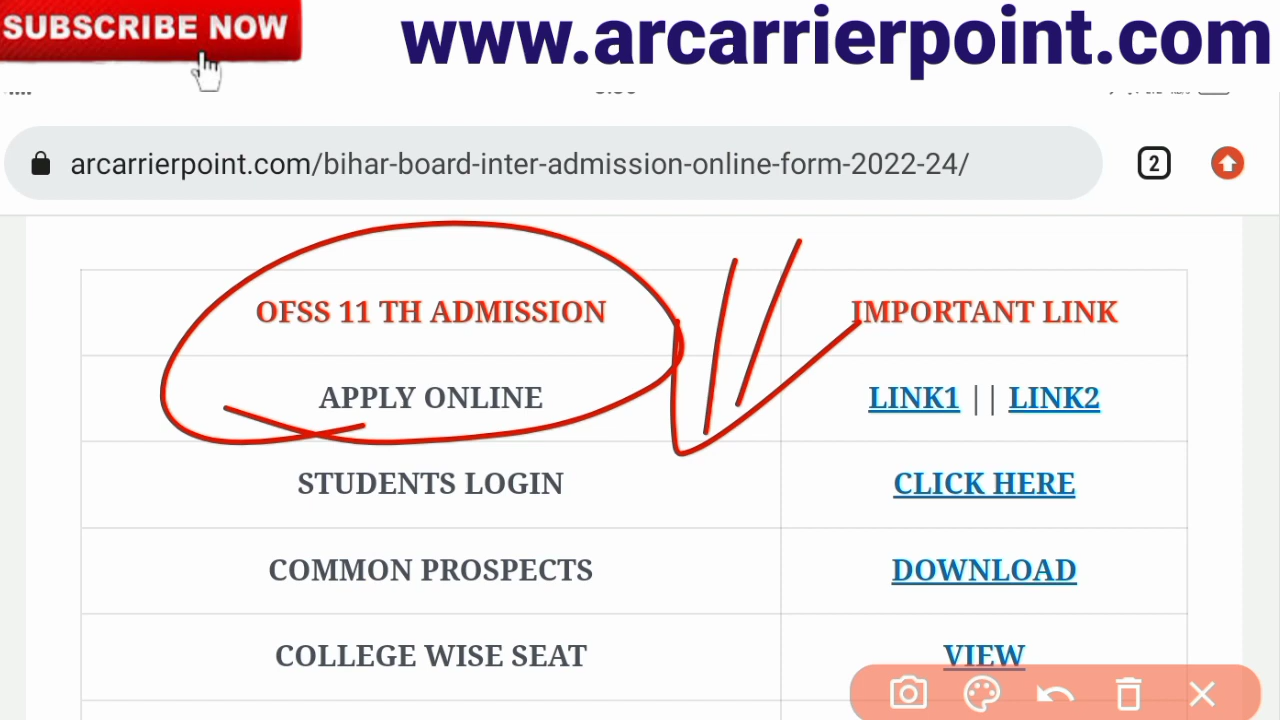 SUBSCRIBE NOW
www.arcarrierpoint.com
arcarrierpoint.com/bihar-board-inter-admission-online-form-2022-24/
2
OFSS 11 TH ADMISSION IMPORTANT LINK
APPLY ONLINE LINK1 || LINK2
STUDENTS LOGIN CLICK HERE
COMMON PROSPECTS DOWNLOAD
COLLEGE WISE SEAT VIEW